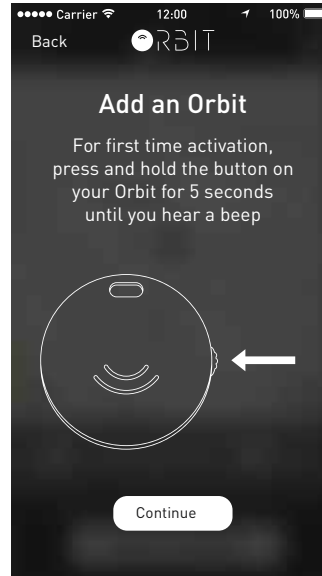 Carrier 12:00 100%
Back ORBIT
Add an Orbit
For first time activation,
press and hold the button on
your Orbit for 5 seconds
until you hear a beep
Continue